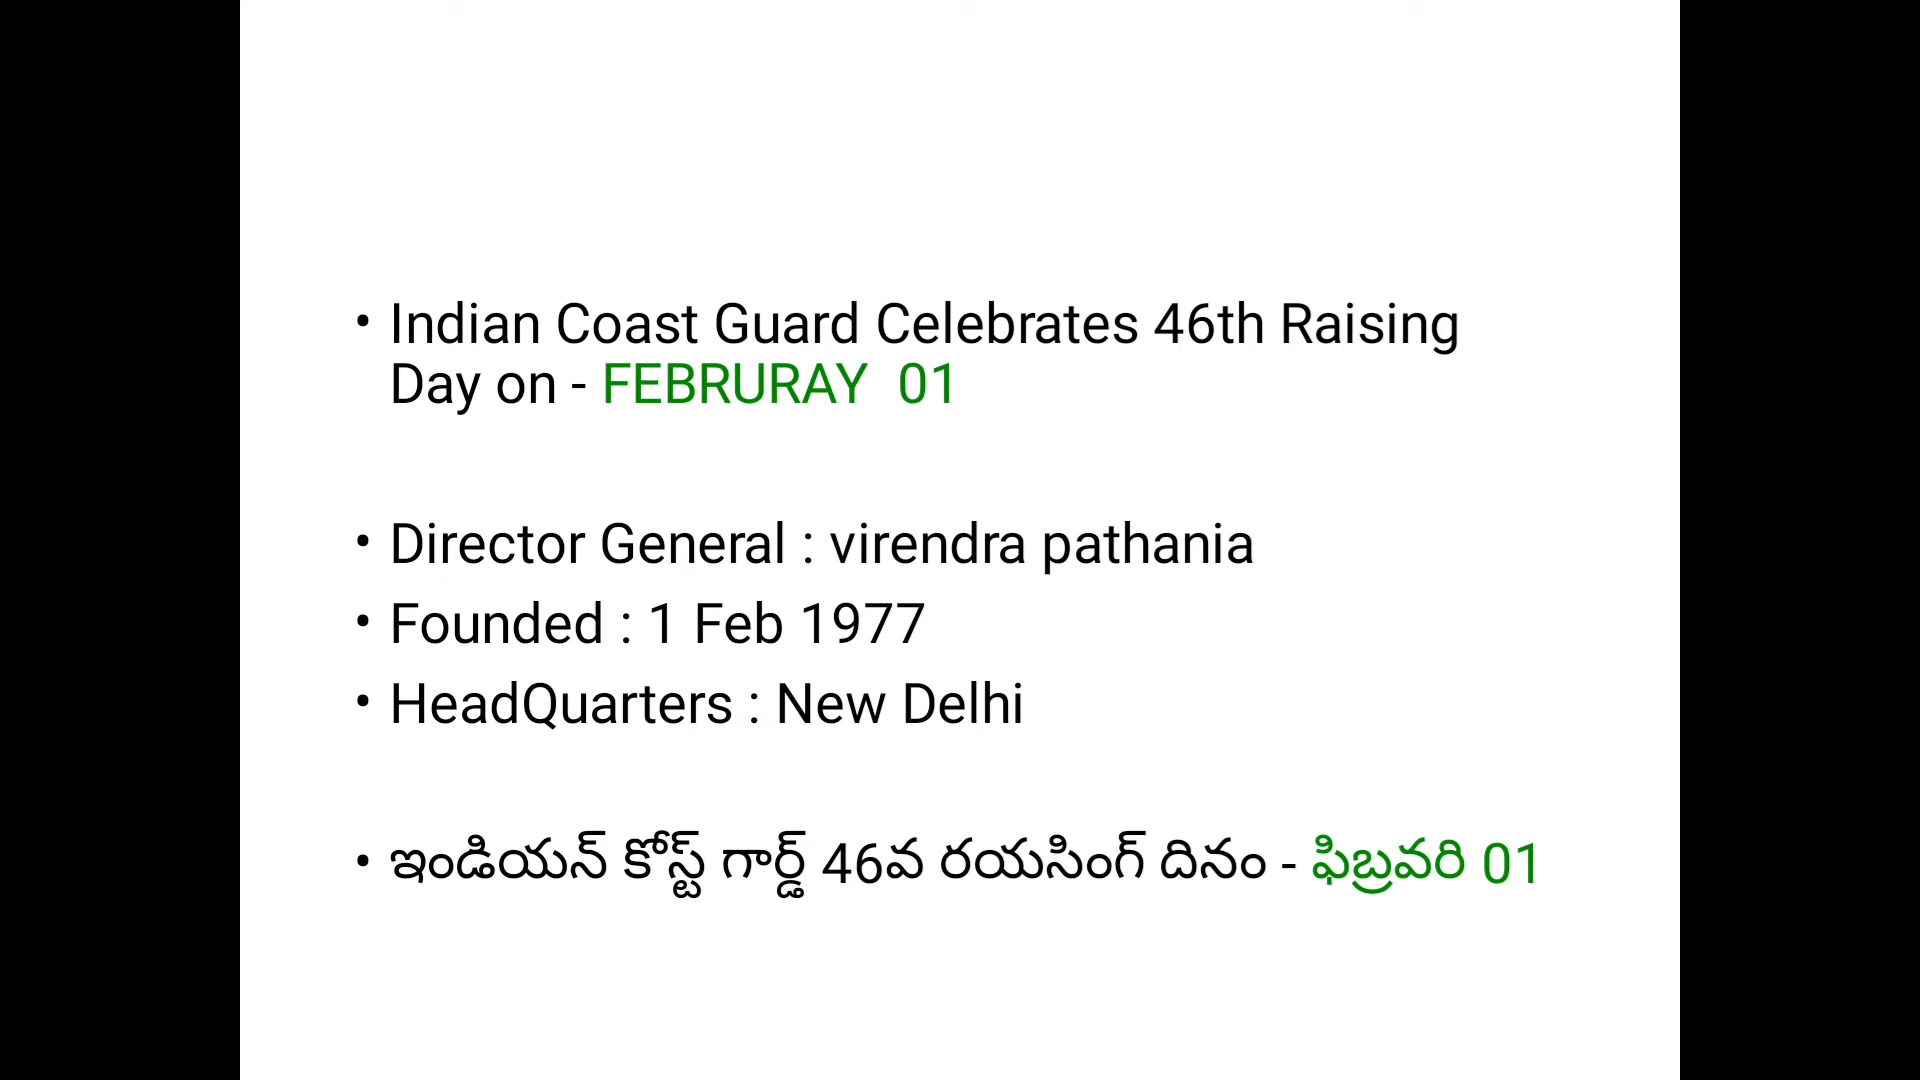 • Indian Coast Guard Celebrates 46th Raising
Day on - FEBRURAY  01
• Director General : virendra pathania
• Founded : 1 Feb 1977
• HeadQuarters : New Delhi
• ఇండియన్ కోస్ట్ గార్డ్ 46వ రయసింగ్ దినం - ఫిబ్రవరి 01